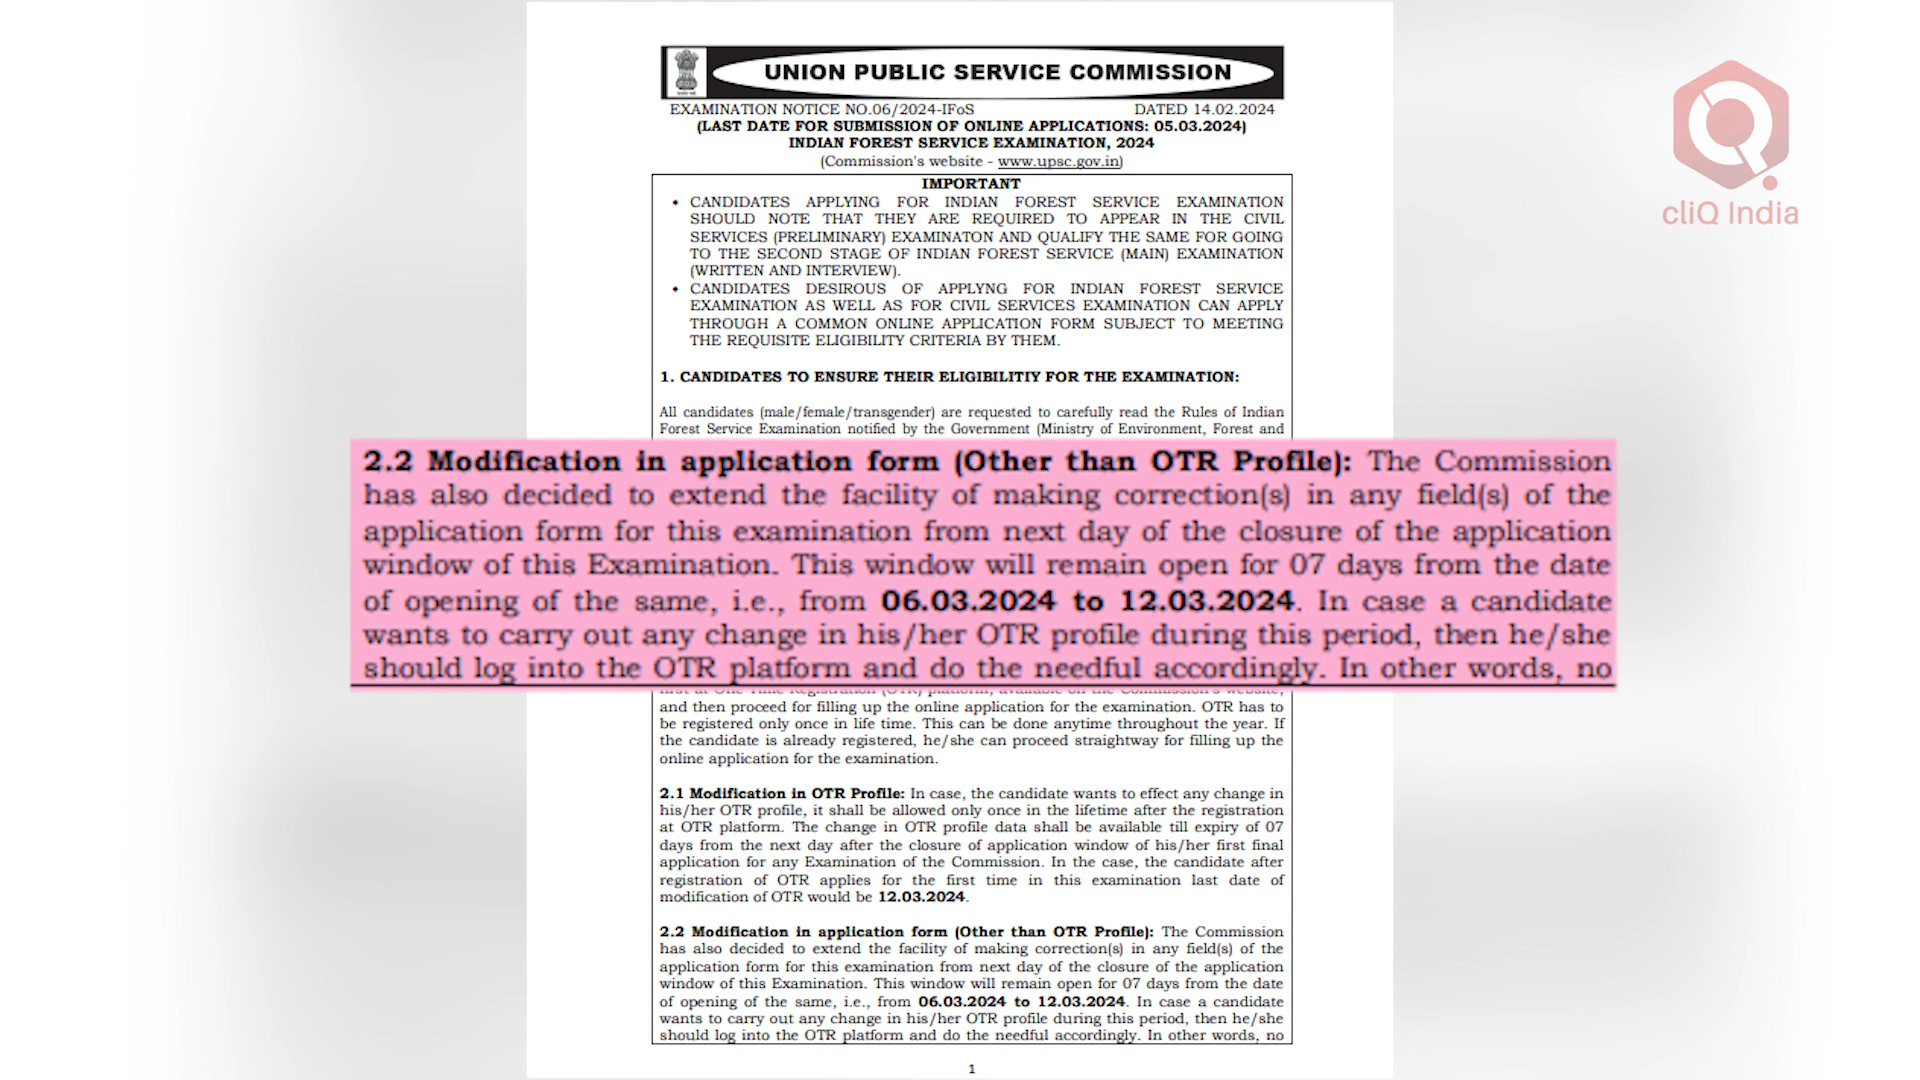 UNION PUBLIC SERVICE COMMISSION
EXAMINATION NOTICE NO.06/2024-IFoS DATED 14.02.2024
(LAST DATE FOR SUBMISSION OF ONLINE APPLICATIONS: 05.03.2024)
INDIAN FOREST SERVICE EXAMINATION, 2024
(Commission's website - www.upsc.gov.in)
IMPORTANT
• CANDIDATES APPLYING FOR INDIAN FOREST SERVICE EXAMINATION
SHOULD NOTE THAT THEY ARE REQUIRED TO APPEAR IN THE CIVIL
SERVICES (PRELIMINARY) EXAMINATON AND QUALIFY THE SAME FOR GOING
TO THE SECOND STAGE OF INDIAN FOREST SERVICE (MAIN) EXAMINATION
(WRITTEN AND INTERVIEW).
• CANDIDATES DESIROUS OF APPLYNG FOR INDIAN FOREST SERVICE
EXAMINATION AS WELL AS FOR CIVIL SERVICES EXAMINATION CAN APPLY
THROUGH A COMMON ONLINE APPLICATION FORM SUBJECT TO MEETING
THE REQUISITE ELIGIBILITY CRITERIA BY THEM.
1. CANDIDATES TO ENSURE THEIR ELIGIBILITIY FOR THE EXAMINATION:
All candidates (male/female/transgender) are requested to carefully read the Rules of Indian
Forest Service Examination notified by the Government (Ministry of Environment, Forest and
2.2 Modification in application form (Other than OTR Profile): The Commission
has also decided to extend the facility of making correction(s) in any field(s) of the
application form for this examination from next day of the closure of the application
window of this Examination. This window will remain open for 07 days from the date
of opening of the same, i.e., from 06.03.2024 to 12.03.2024. In case a candidate
wants to carry out any change in his/her OTR profile during this period, then he/she
should log into the OTR platform and do the needful accordingly. In other words, no
first at One Time Registration (OTR) platform, available on the Commission's website,
and then proceed for filling up the online application for the examination. OTR has to
be registered only once in life time. This can be done anytime throughout the year. If
the candidate is already registered, he/she can proceed straightway for filling up the
online application for the examination.
2.1 Modification in OTR Profile: In case, the candidate wants to effect any change in
his/her OTR profile, it shall be allowed only once in the lifetime after the registration
at OTR platform. The change in OTR profile data shall be available till expiry of 07
days from the next day after the closure of application window of his/her first final
application for any Examination of the Commission. In the case, the candidate after
registration of OTR applies for the first time in this examination last date of
modification of OTR would be 12.03.2024.
2.2 Modification in application form (Other than OTR Profile): The Commission
has also decided to extend the facility of making correction(s) in any field(s) of the
application form for this examination from next day of the closure of the application
window of this Examination. This window will remain open for 07 days from the date
of opening of the same, i.e., from 06.03.2024 to 12.03.2024. In case a candidate
wants to carry out any change in his/her OTR profile during this period, then he/she
should log into the OTR platform and do the needful accordingly. In other words, no
1
cliQ India